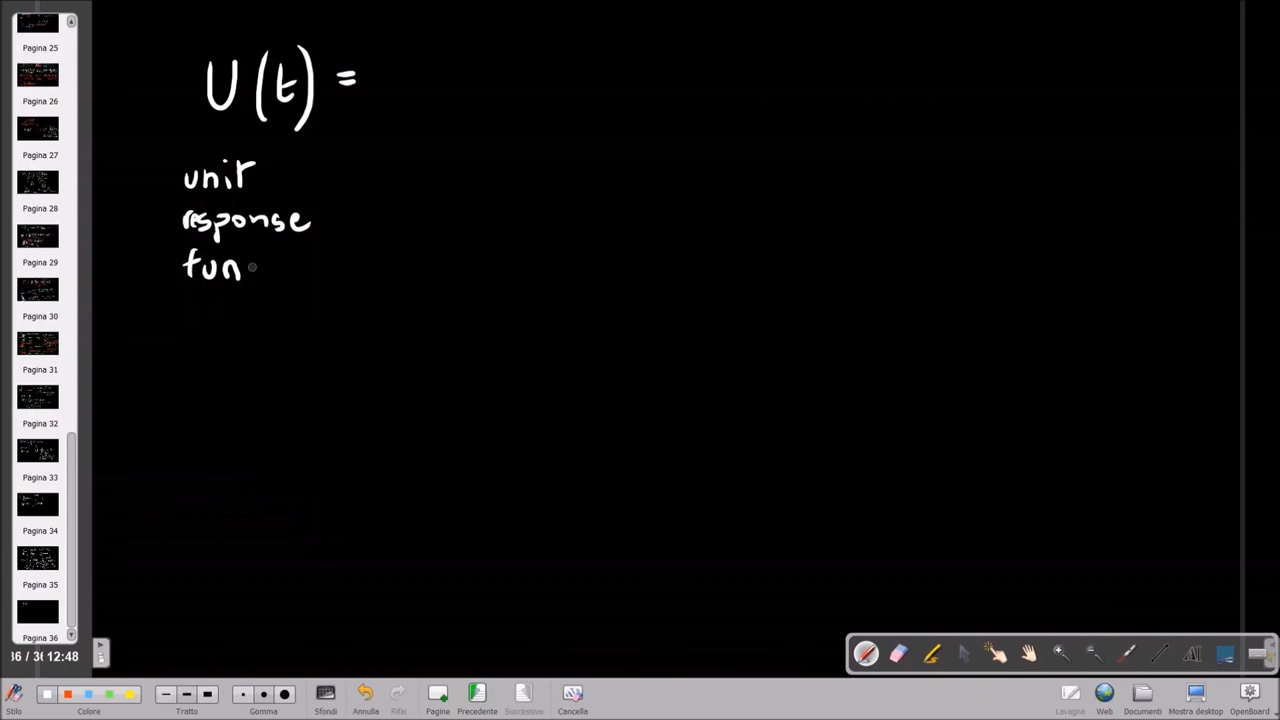 U(t) =
unit
response
fun
Pagina 25
Pagina 26
Pagina 27
Pagina 28
Pagina 29
Pagina 30
Pagina 31
Pagina 32
Pagina 33
Pagina 34
Pagina 35
Pagina 36
12:48
Stilo
Colore
Tratto
Gomma
Sfondi
Annulla
Rifai
Pagine
Precedente
Successivo
Cancella
Lavagna
Web
Documenti
Mostra desktop
OpenBoard